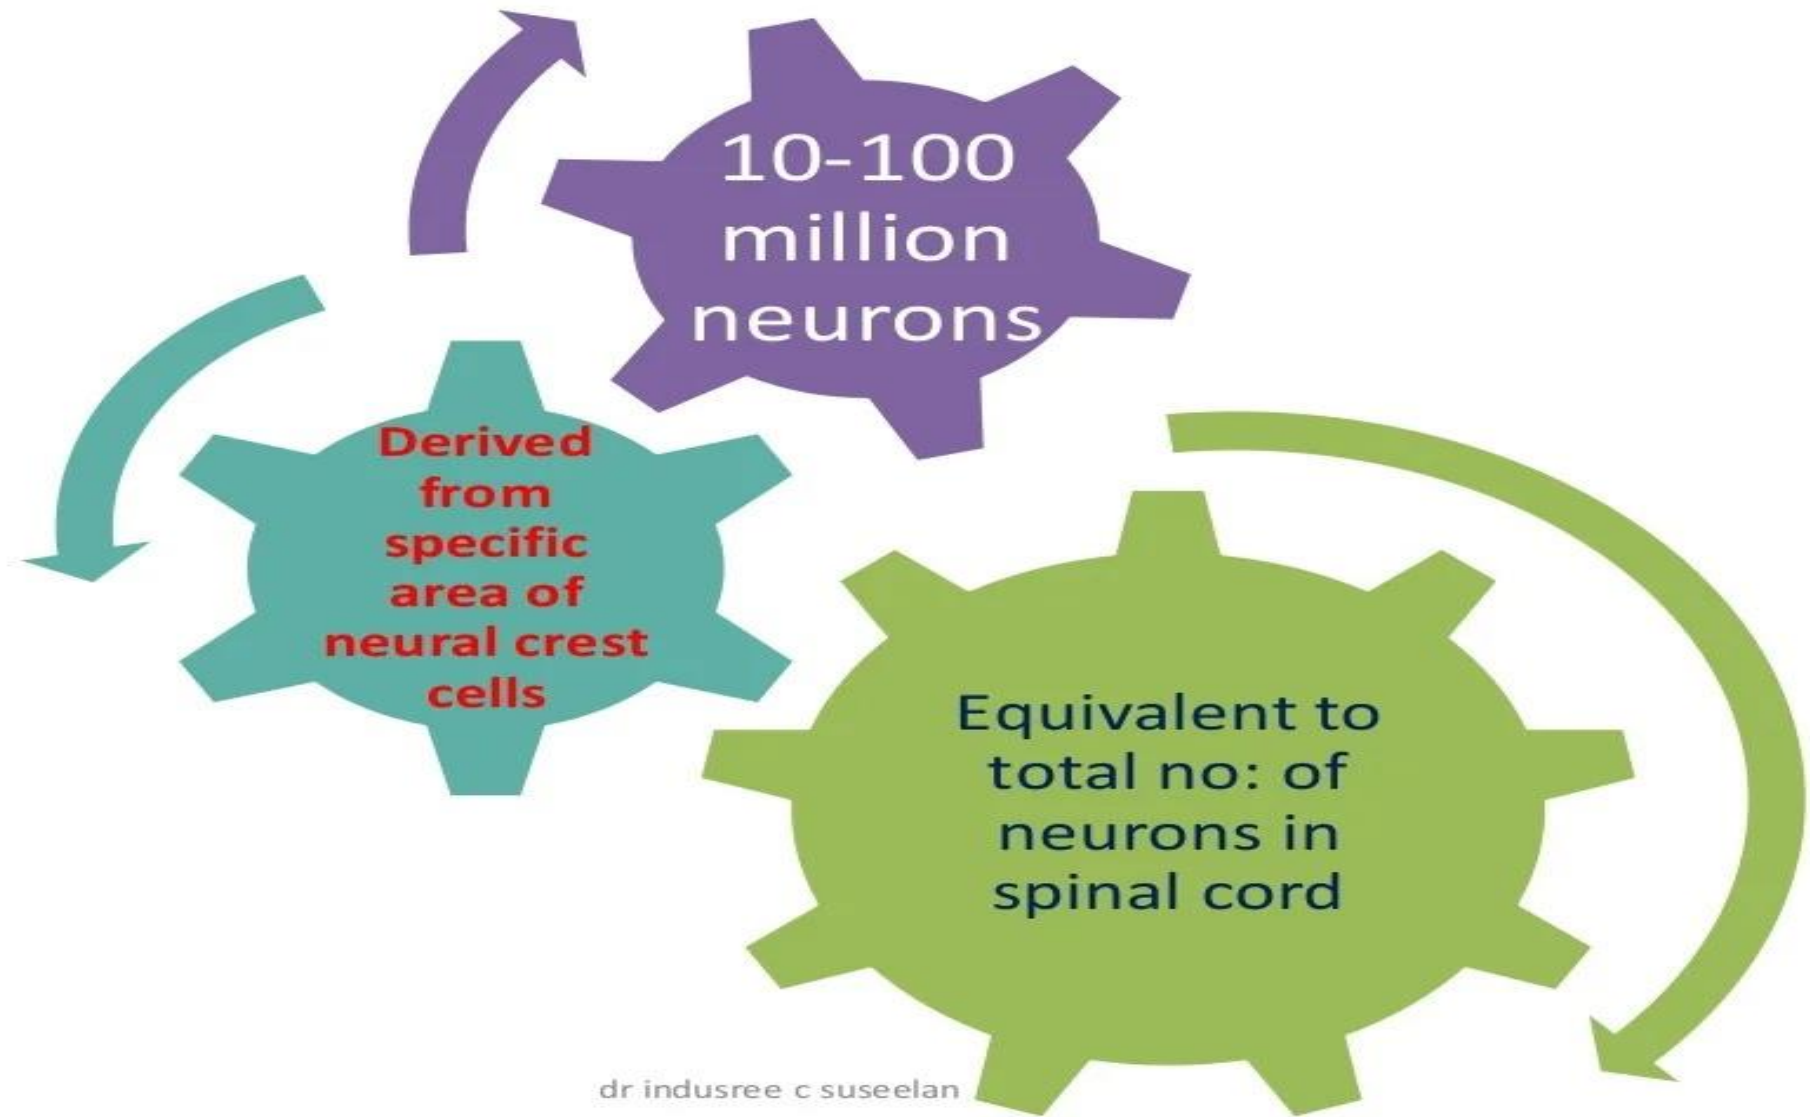 10-100
million
neurons
Derived
from
specific
area of
neural crest
cells
Equivalent to
total no: of
neurons in
spinal cord
dr indusree c suseelan